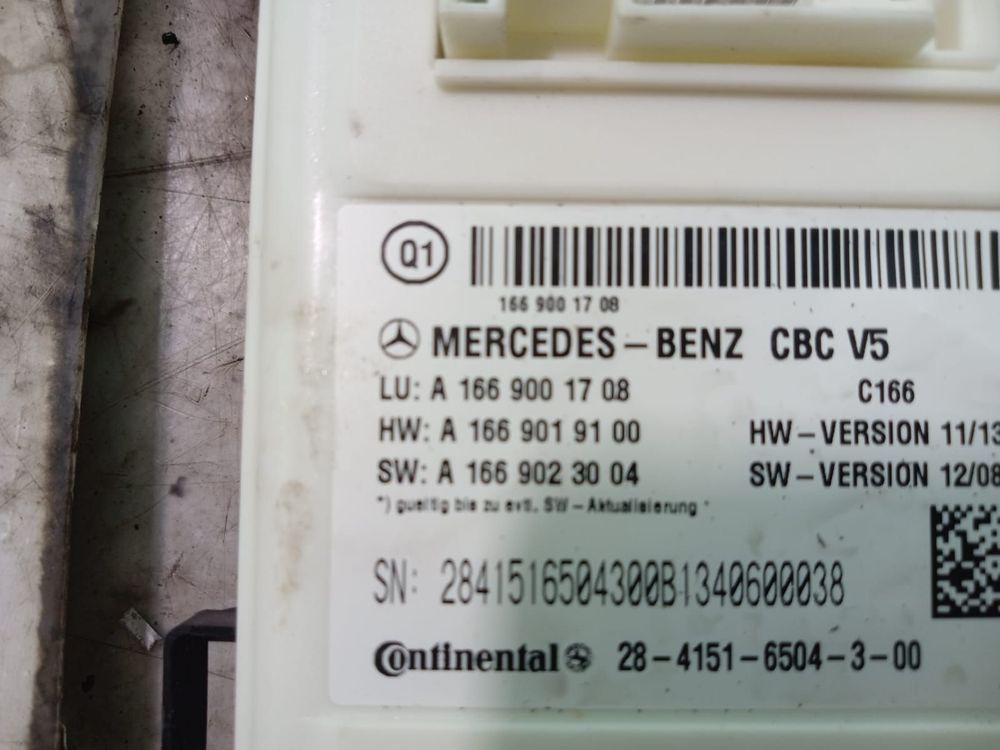 Q1
166 900 17 08
MERCEDES-BENZ CBC V5
LU: A 166 900 17 08 C166
HW: A 166 901 91 00 HW-VERSION 11/13
SW: A 166 902 30 04 SW-VERSION 12/08
*) gueltig bis zu evtl. SW-Aktualisierung
SN: 2841516504300B1340600038
Continental 28-4151-6504-3-00